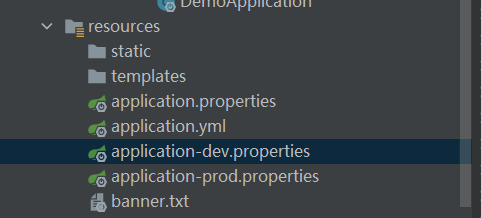 DemoApplication
resources
static
templates
application.properties
application.yml
application-dev.properties
application-prod.properties
banner.txt